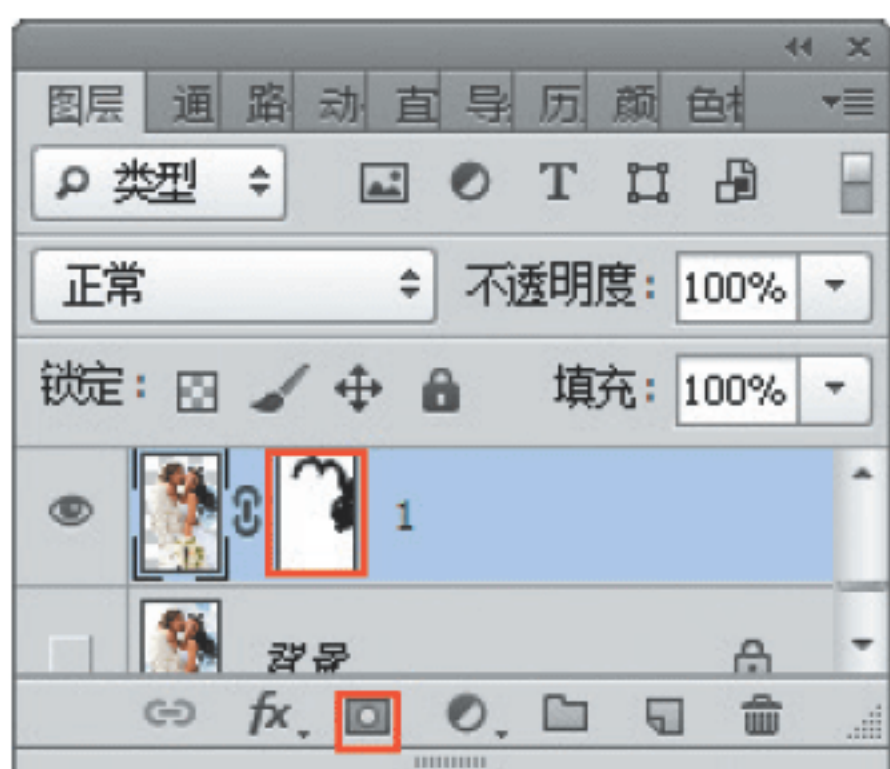 图层 通 路 动 直 导 历 颜 色板
类型 T
正常 不透明度: 100%
锁定: 填充: 100%
1
背景
fx